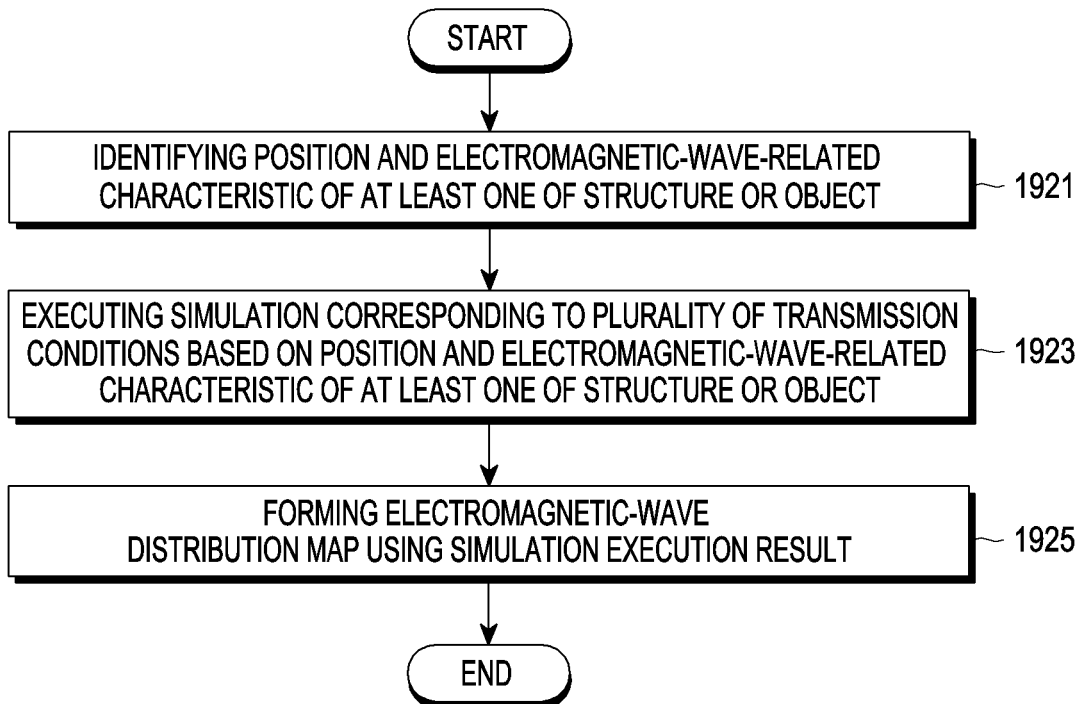 START
IDENTIFYING POSITION AND ELECTROMAGNETIC-WAVE-RELATED
CHARACTERISTIC OF AT LEAST ONE OF STRUCTURE OR OBJECT
1921
EXECUTING SIMULATION CORRESPONDING TO PLURALITY OF TRANSMISSION
CONDITIONS BASED ON POSITION AND ELECTROMAGNETIC-WAVE-RELATED
CHARACTERISTIC OF AT LEAST ONE OF STRUCTURE OR OBJECT
1923
FORMING ELECTROMAGNETIC-WAVE
DISTRIBUTION MAP USING SIMULATION EXECUTION RESULT
1925
END